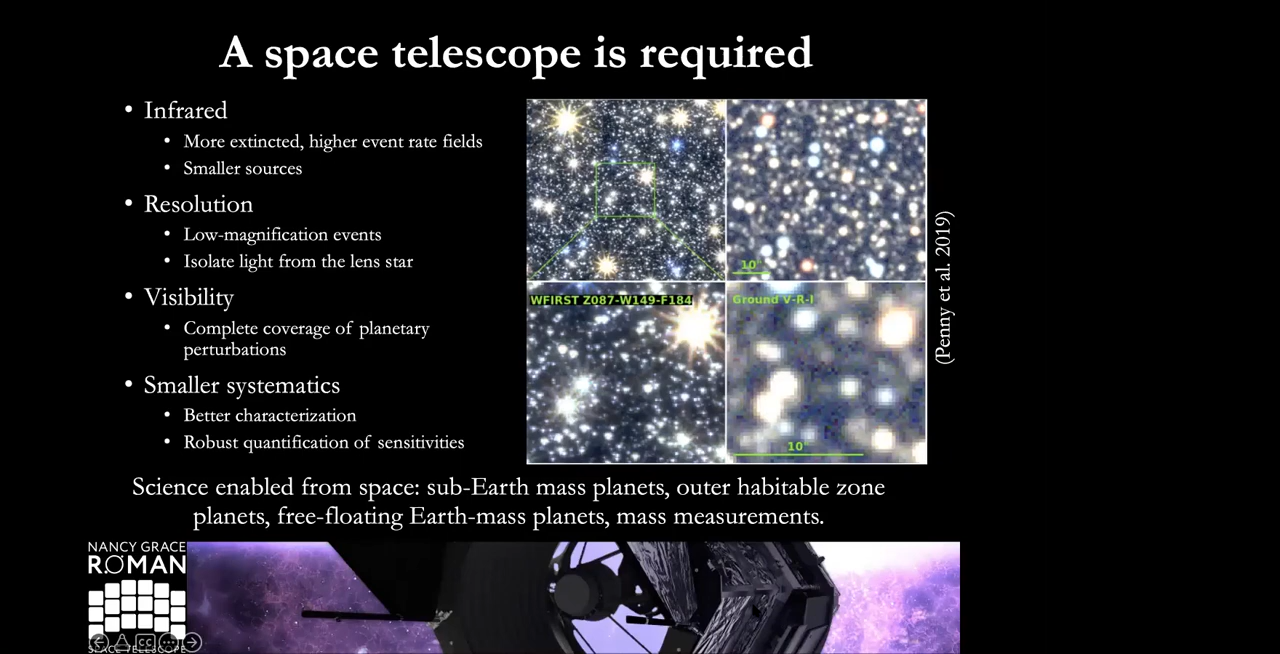 A space telescope is required
• Infrared
• More extincted, higher event rate fields
• Smaller sources
• Resolution
• Low-magnification events
• Isolate light from the lens star
• Visibility
• Complete coverage of planetary
perturbations
• Smaller systematics
• Better characterization
• Robust quantification of sensitivities
10"
WFIRST Z087-W149-F184
Ground V-R-I
10"
(Penny et al. 2019)
Science enabled from space: sub-Earth mass planets, outer habitable zone
planets, free-floating Earth-mass planets, mass measurements.
NANCY GRACE
ROMAN
SPACE TELESCOPE
CC